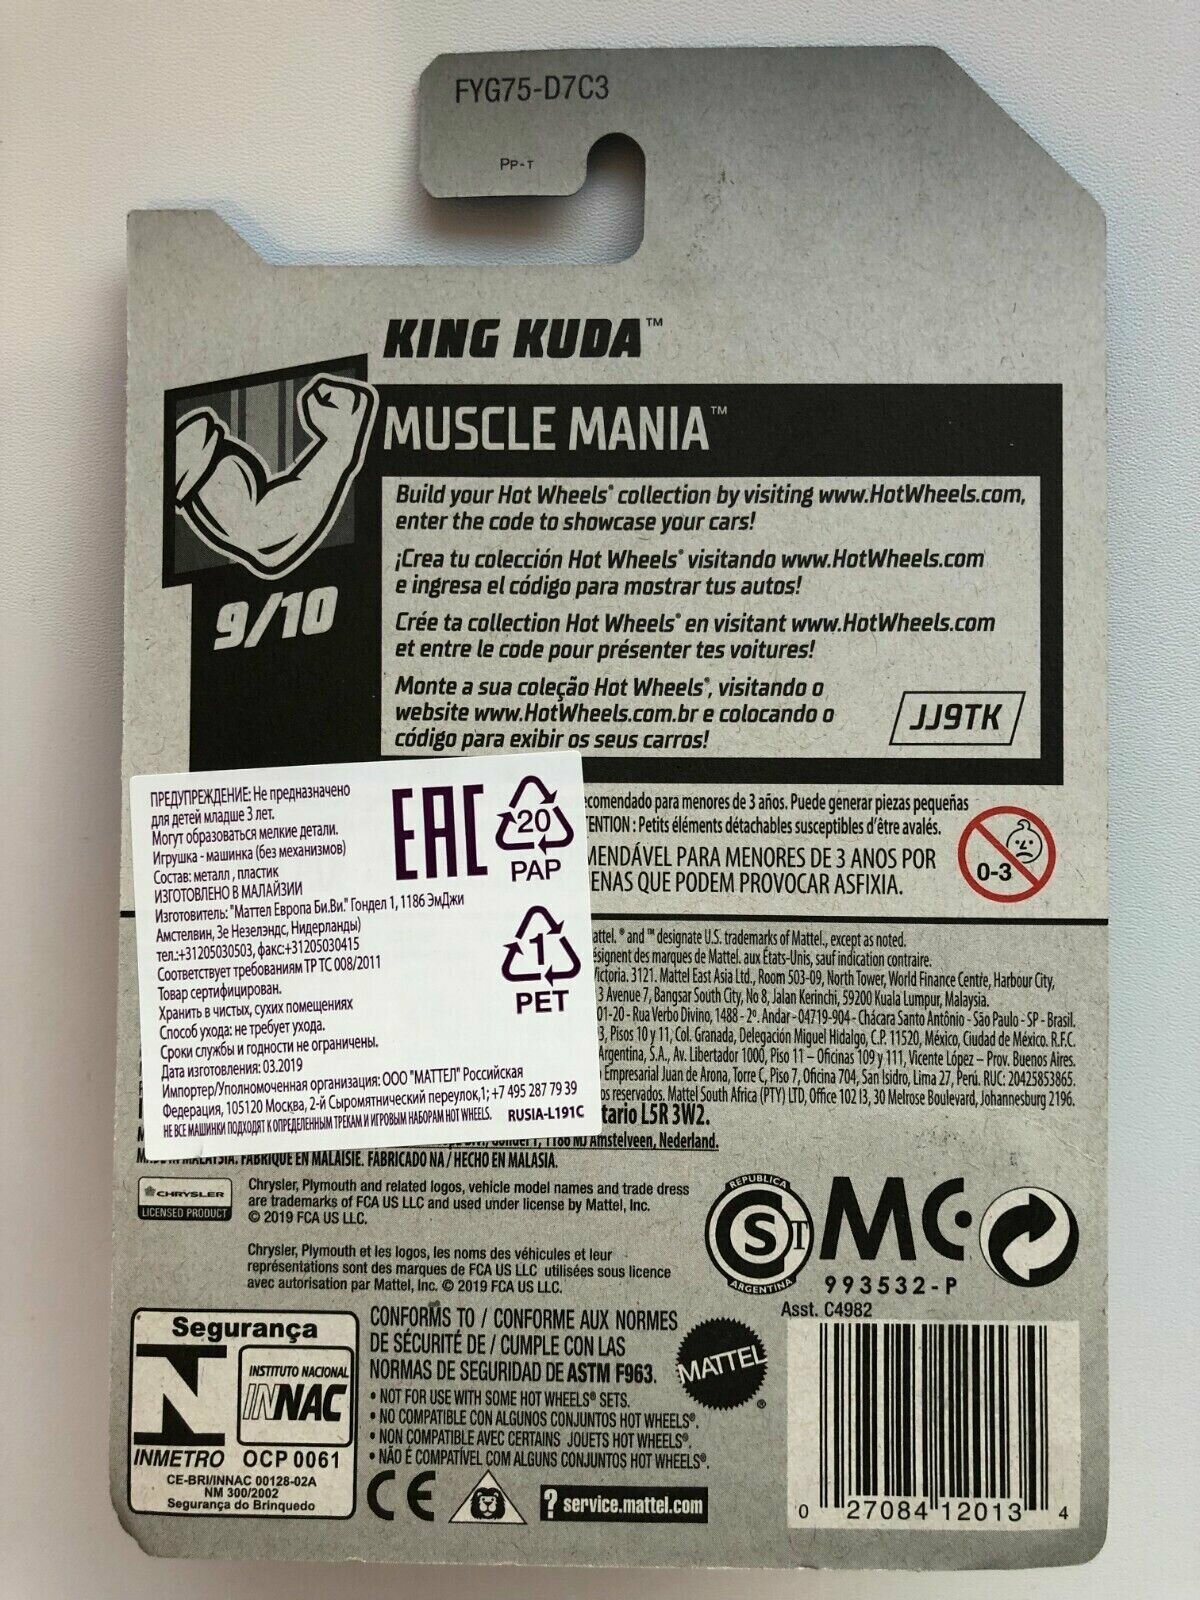 FYG75-D7C3
PP-T
KING KUDA™
MUSCLE MANIA™
Build your Hot Wheels® collection by visiting www.HotWheels.com,
enter the code to showcase your cars!
¡Crea tu colección Hot Wheels® visitando www.HotWheels.com
e ingresa el código para mostrar tus autos!
9/10
Crée ta collection Hot Wheels® en visitant www.HotWheels.com
et entre le code pour présenter tes voitures!
Monte a sua coleção Hot Wheels®, visitando o
website www.HotWheels.com.br e colocando o
código para exibir os seus carros!
JJ9TK
ПРЕДУПРЕЖДЕНИЕ: Не предназначено
для детей младше 3 лет.
Могут образоваться мелкие детали.
Игрушка - машинка (без механизмов)
Состав: металл , пластик
ИЗГОТОВЛЕНО В МАЛАЙЗИИ
Изготовитель: "Маттел Европа Би.Ви." Гондел 1, 1186 ЭмДжи
Амстелвин, Зе Незелэндс, Нидерланды)
тел.:+31205030503, факс:+31205030415
Соответствует требованиям ТР ТС 008/2011
Товар сертифицирован.
Хранить в чистых, сухих помещениях
Способ ухода: не требует ухода.
Сроки службы и годности не ограничены.
Дата изготовления: 03.2019
Импортер/Уполномоченная организация: ООО "МАТТЕЛ" Российская
Федерация, 105120 Москва, 2-й Сыромятнический переулок,1; +7 495 287 79 39
НЕ ВСЕ МАШИНКИ ПОДХОДЯТ К ОПРЕДЕЛЕННЫМ ТРЕКАМ И ИГРОВЫМ НАБОРАМ HOT WHEELS. RUSIA-L191C
EAC
20
PAP
1
PET
ecomendado para menores de 3 años. Puede generar piezas pequeñas
TENTION : Petits éléments détachables susceptibles d'être avalés.
MENDÁVEL PARA MENORES DE 3 ANOS POR
ENAS QUE PODEM PROVOCAR ASFIXIA.
0-3
attel. ® and ™ designate U.S. trademarks of Mattel, except as noted.
ésignent des marques de Mattel. aux États-Unis, sauf indication contraire.
Victoria. 3121. Mattel East Asia Ltd., Room 503-09, North Tower, World Finance Centre, Harbour City,
3 Avenue 7, Bangsar South City, No 8, Jalan Kerinchi, 59200 Kuala Lumpur, Malaysia.
01-20 - Rua Verbo Divino, 1488 - 2º. Andar - 04719-904 - Chácara Santo Antônio - São Paulo - SP - Brasil.
3, Pisos 10 y 11, Col. Granada, Delegación Miguel Hidalgo, C.P. 11520, México, Ciudad de México. R.F.C.
Argentina, S.A., Av. Libertador 1000, Piso 11 – Oficinas 109 y 111, Vicente López – Prov. Buenos Aires.
Empresarial Juan de Arona, Torre C, Piso 7, Oficina 704, San Isidro, Lima 27, Perú. RUC: 20425853865.
os reservados. Mattel South Africa (PTY) LTD, Office 102 I3, 30 Melrose Boulevard, Johannesburg 2196.
tario L5R 3W2.
1186 MJ Amstelveen, Nederland.
MALAYSIA. FABRIQUÉ EN MALAISIE. FABRICADO NA / HECHO EN MALASIA.
CHRYSLER
LICENSED PRODUCT
Chrysler, Plymouth and related logos, vehicle model names and trade dress
are trademarks of FCA US LLC and used under license by Mattel, Inc.
© 2019 FCA US LLC.
Chrysler, Plymouth et les logos, les noms des véhicules et leur
représentations sont des marques de FCA US LLC utilisées sous licence
avec autorisation par Mattel, Inc. © 2019 FCA US LLC.
REPUBLICA
S
T
ARGENTINA
MC
993532-P
Asst. C4982
Segurança
N
INSTITUTO NACIONAL
INNAC
INMETRO OCP 0061
CE-BRI/INNAC 00128-02A
NM 300/2002
Segurança do Brinquedo
CONFORMS TO / CONFORME AUX NORMES
DE SÉCURITÉ DE / CUMPLE CON LAS
NORMAS DE SEGURIDAD DE ASTM F963.
• NOT FOR USE WITH SOME HOT WHEELS® SETS.
• NO COMPATIBLE CON ALGUNOS CONJUNTOS HOT WHEELS®.
• NON COMPATIBLE AVEC CERTAINS JOUETS HOT WHEELS®.
• NÃO É COMPATÍVEL COM ALGUNS CONJUNTOS HOT WHEELS®.
MATTEL®
CE
? service.mattel.com
0 27084 12013 4